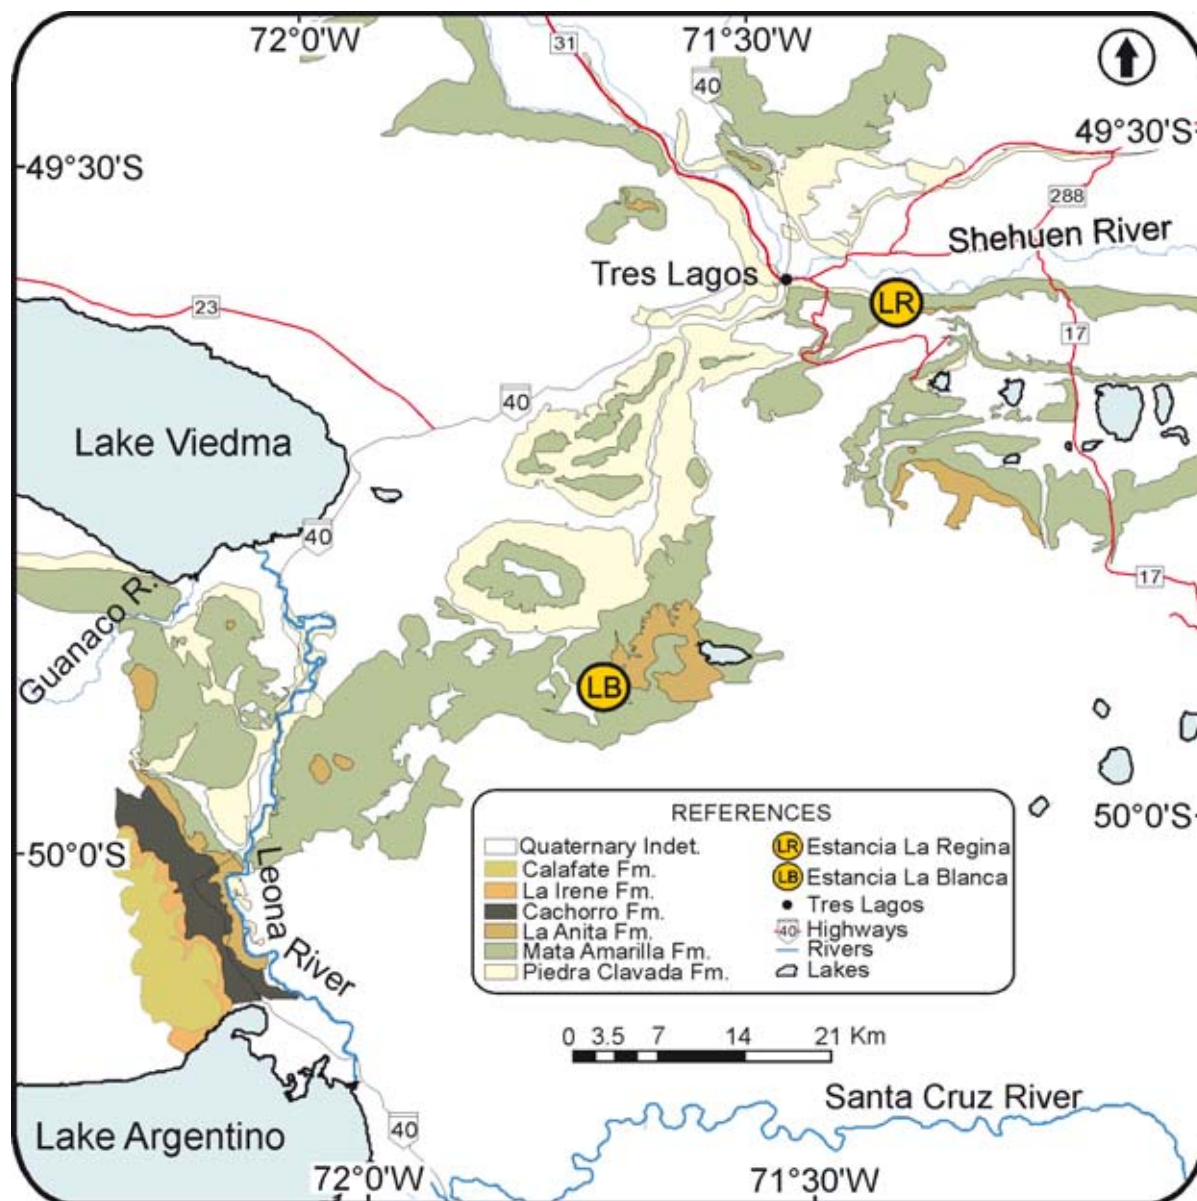 72°0'W
71°30'W
31
40
49°30'S
49°30'S
288
Shehuen River
Tres Lagos
LR
23
17
40
Lake Viedma
40
17
Guanaco R.
LB
REFERENCES
Quaternary Indet.
Calafate Fm.
La Irene Fm.
Cachorro Fm.
La Anita Fm.
Mata Amarilla Fm.
Piedra Clavada Fm.
LR Estancia La Regina
LB Estancia La Blanca
Tres Lagos
40 Highways
Rivers
Lakes
50°0'S
50°0'S
Leona River
0 3.5 7 14 21 Km
Santa Cruz River
Lake Argentino
40
72°0'W
71°30'W